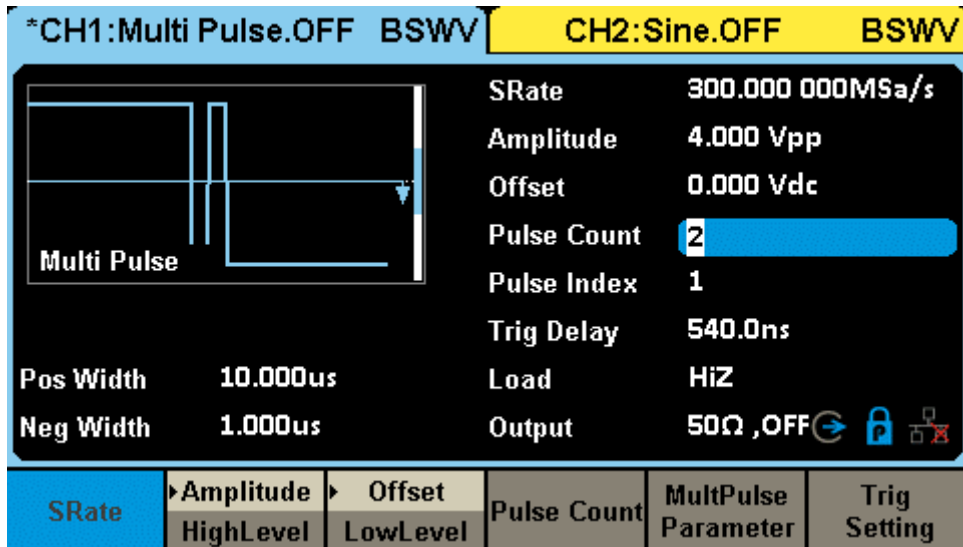 *CH1:Multi Pulse.OFF BSWV
CH2:Sine.OFF BSWV
Multi Pulse
SRate 300.000 000MSa/s
Amplitude 4.000 Vpp
Offset 0.000 Vdc
Pulse Count 2
Pulse Index 1
Trig Delay 540.0ns
Pos Width 10.000us
Load HiZ
Neg Width 1.000us
Output 50Ω ,OFF
P
SRate
Amplitude
HighLevel
Offset
LowLevel
Pulse Count
MultPulse
Parameter
Trig
Setting